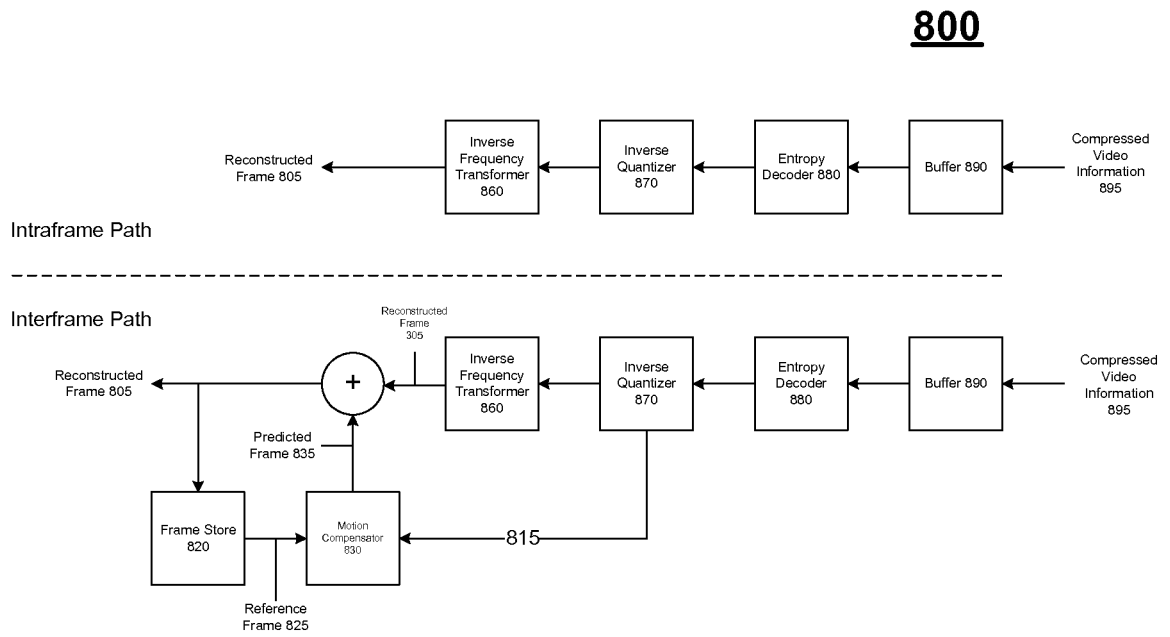 800
Reconstructed
Frame 805
Inverse
Frequency
Transformer
860
Inverse
Quantizer
870
Entropy
Decoder 880
Buffer 890
Compressed
Video
Information
895
Intraframe Path
Interframe Path
Reconstructed
Frame 805
+
Reconstructed
Frame
305
Inverse
Frequency
Transformer
860
Inverse
Quantizer
870
Entropy
Decoder
880
Buffer 890
Compressed
Video
Information
895
Predicted
Frame 835
Frame Store
820
Motion
Compensator
830
815
Reference
Frame 825